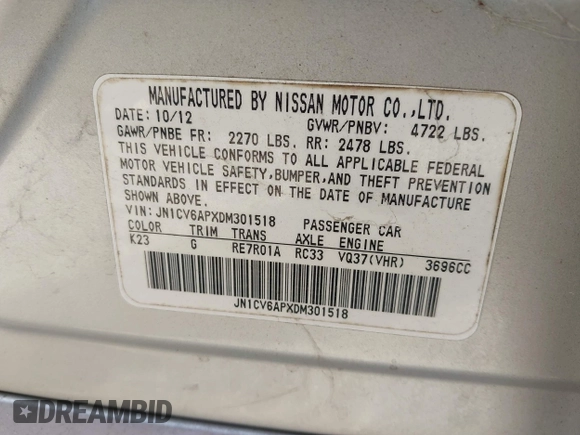 MANUFACTURED BY NISSAN MOTOR CO.,LTD.
DATE: 10/12 GVWR/PNBV: 4722 LBS.
GAWR/PNBE FR: 2270 LBS. RR: 2478 LBS.
THIS VEHICLE CONFORMS TO ALL APPLICABLE FEDERAL
MOTOR VEHICLE SAFETY,BUMPER,AND THEFT PREVENTION
STANDARDS IN EFFECT ON THE DATE OF MANUFACTURE
SHOWN ABOVE.
VIN: JN1CV6APXDM301518 PASSENGER CAR
COLOR TRIM TRANS AXLE ENGINE
K23 G RE7R01A RC33 VQ37(VHR) 3696CC
JN1CV6APXDM301518
DREAMBID